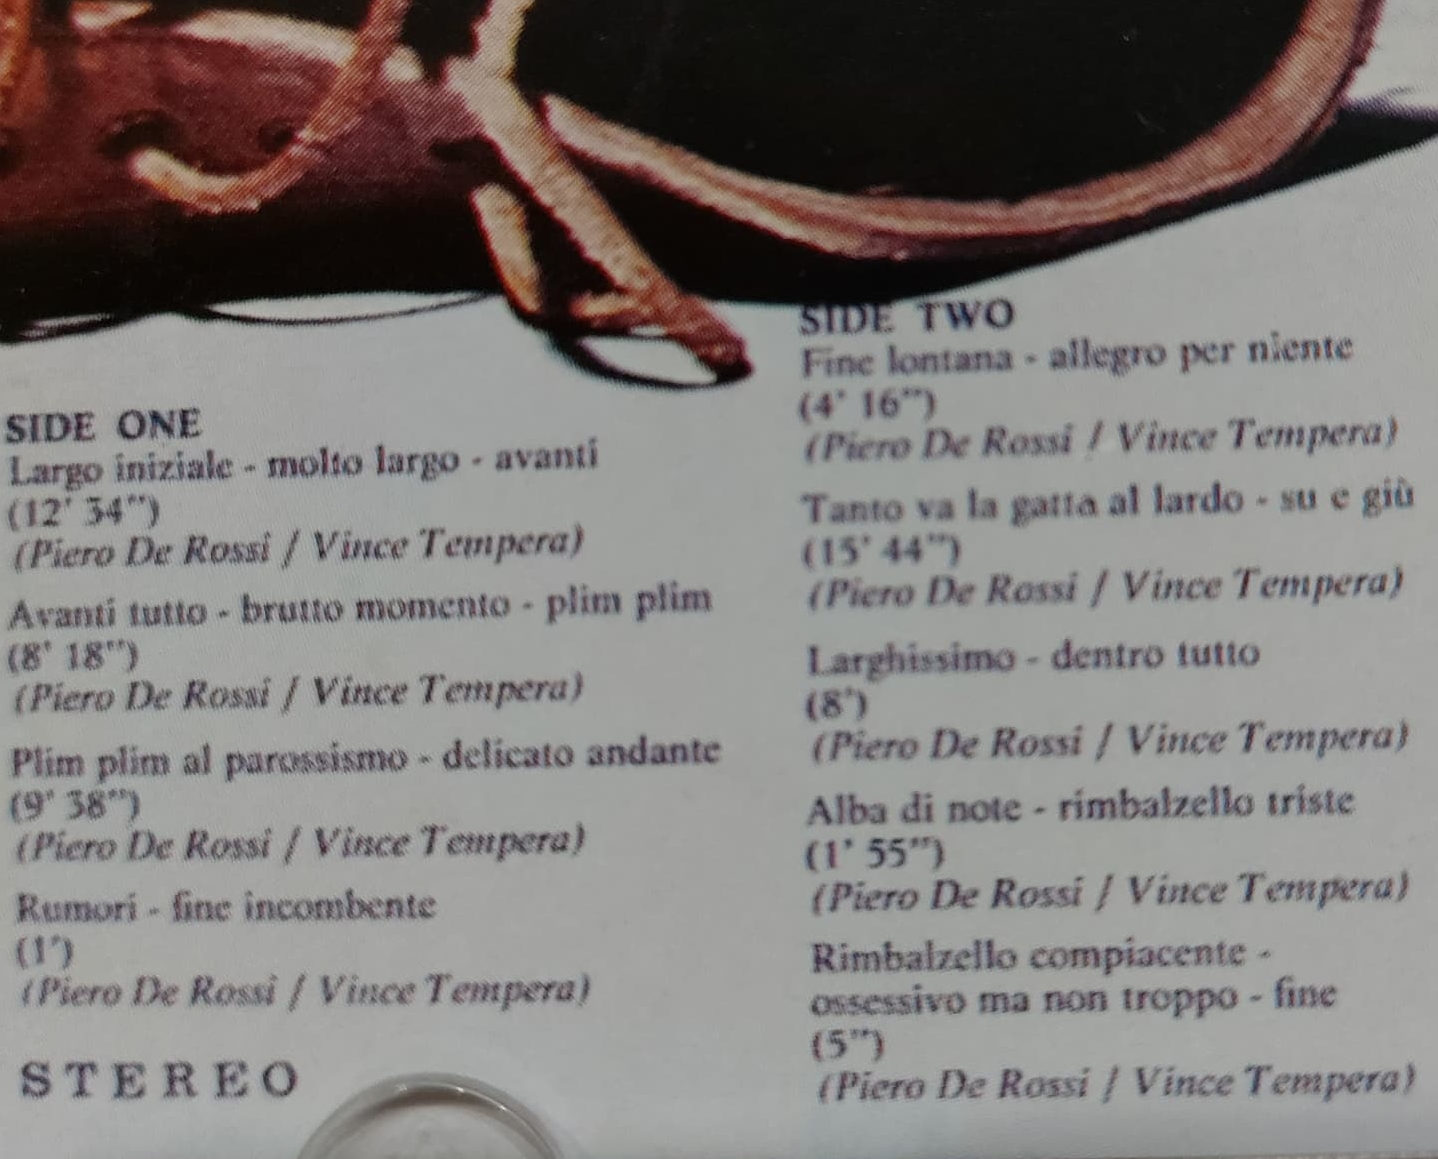 SIDE ONE
Largo iniziale - molto largo - avanti
(12' 34")
(Piero De Rossi / Vince Tempera)
Avanti tutto - brutto momento - plim plim
(8' 18")
(Piero De Rossi / Vince Tempera)
Plim plim al parossismo - delicato andante
(9' 38")
(Piero De Rossi / Vince Tempera)
Rumori - fine incombente
(1')
(Piero De Rossi / Vince Tempera)
STEREO
SIDE TWO
Fine lontana - allegro per niente
(4' 16")
(Piero De Rossi / Vince Tempera)
Tanto va la gatta al lardo - su e giù
(15' 44")
(Piero De Rossi / Vince Tempera)
Larghissimo - dentro tutto
(8')
(Piero De Rossi / Vince Tempera)
Alba di note - rimbalzello triste
(1' 55")
(Piero De Rossi / Vince Tempera)
Rimbalzello compiacente -
ossessivo ma non troppo - fine
(5")
(Piero De Rossi / Vince Tempera)